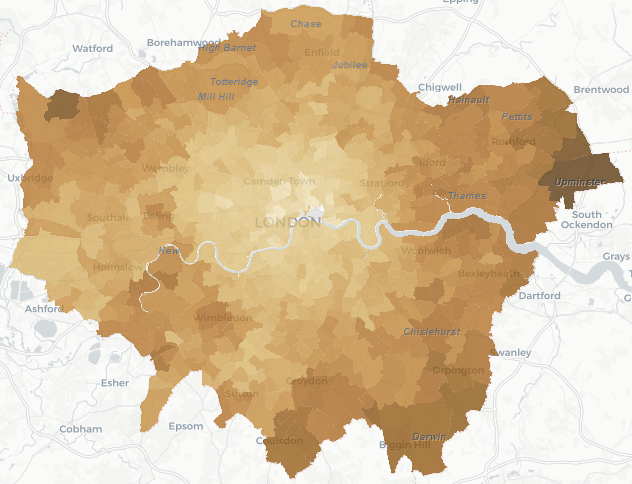 Epping
Chase
Watford
Borehamwood
High Barnet
Enfield
Jubilee
Totteridge
Chigwell
Brentwood
Mill Hill
Hainault
Pettits
Romford
Ilford
Wembley
Uxbridge
Camden Town
Stratford
Upminster
Thames
Southall
Ealing
LONDON
South
Ockendon
Kew
Woolwich
Grays
Hounslow
Bexleyheath
Dartford
Ashford
Wimbledon
Chislehurst
Swanley
Orpington
Esher
Croydon
Sutton
Cobham
Epsom
Coulsdon
Darwin
Biggin Hill